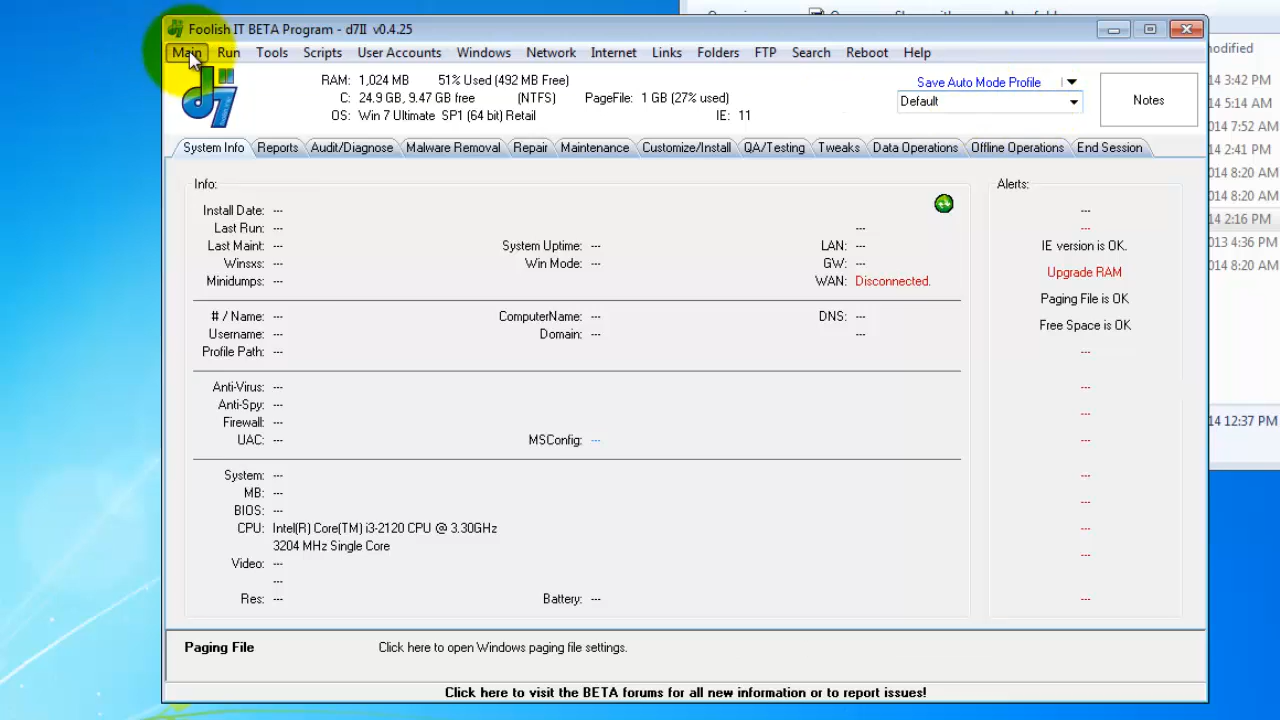 Foolish IT BETA Program - d7II v0.4.25
Main Run Tools Scripts User Accounts Windows Network Internet Links Folders FTP Search Reboot Help
d7II
RAM: 1,024 MB 51% Used (492 MB Free)
C: 24.9 GB, 9.47 GB free (NTFS) PageFile: 1 GB (27% used)
OS: Win 7 Ultimate SP1 (64 bit) Retail IE: 11
Save Auto Mode Profile
Default
Notes
System Info Reports Audit/Diagnose Malware Removal Repair Maintenance Customize/Install QA/Testing Tweaks Data Operations Offline Operations End Session
Info:
Install Date: ---
Last Run: --- ---
Last Maint: --- System Uptime: --- LAN: ---
Winsxs: --- Win Mode: --- GW: ---
Minidumps: --- WAN: Disconnected.
# / Name: --- ComputerName: --- DNS: ---
Username: --- Domain: --- ---
Profile Path: ---
Anti-Virus: ---
Anti-Spy: ---
Firewall: ---
UAC: --- MSConfig: ---
System: ---
MB: ---
BIOS: ---
CPU: Intel(R) Core(TM) i3-2120 CPU @ 3.30GHz
3204 MHz Single Core
Video: ---
---
Res: --- Battery: ---
Alerts:
---
---
IE version is OK.
Upgrade RAM
Paging File is OK
Free Space is OK
---
---
---
---
---
---
---
---
---
Paging File Click here to open Windows paging file settings.
Click here to visit the BETA forums for all new information or to report issues!
odified
14 3:42 PM
14 5:14 AM
014 7:52 AM
14 2:41 PM
014 8:20 AM
014 8:20 AM
14 2:16 PM
013 4:36 PM
014 8:20 AM
14 12:37 PM